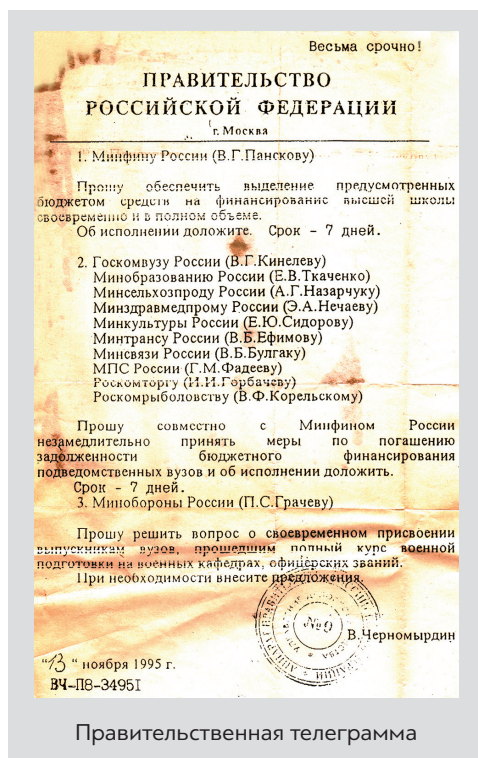 Весьма срочно!
ПРАВИТЕЛЬСТВО
РОССИЙСКОЙ ФЕДЕРАЦИИ
г. Москва
1. Минфину России (В.Г.Панскову)
Прошу обеспечить выделение предусмотренных
бюджетом средств на финансирование высшей школы
своевременно и в полном объеме.
Об исполнении доложите. Срок - 7 дней.
2. Госкомвузу России (В.Г.Кинелеву)
Минобразованию России (Е.В.Ткаченко)
Минсельхозпроду России (А.Г.Назарчуку)
Минздравмедпрому России (Э.А.Нечаеву)
Минкультуры России (Е.Ю.Сидорову)
Минтрансу России (В.Б.Ефимову)
Минсвязи России (В.Б.Булгаку)
МПС России (Г.М.Фадееву)
Роскомторгу (И.И.Горбачеву)
Роскомрыболовству (В.Ф.Корельскому)
Прошу совместно с Минфином России
незамедлительно принять меры по погашению
задолженности бюджетного финансирования
подведомственных вузов и об исполнении доложить.
Срок - 7 дней.
3. Минобороны России (П.С.Грачеву)
Прошу решить вопрос о своевременном присвоении
выпускникам вузов, прошедшим полный курс военной
подготовки на военных кафедрах, офицерских званий.
При необходимости внесите предложения.
№9
В.Черномырдин
"13" ноября 1995 г.
ВЧ-П8-34951
Правительственная телеграмма